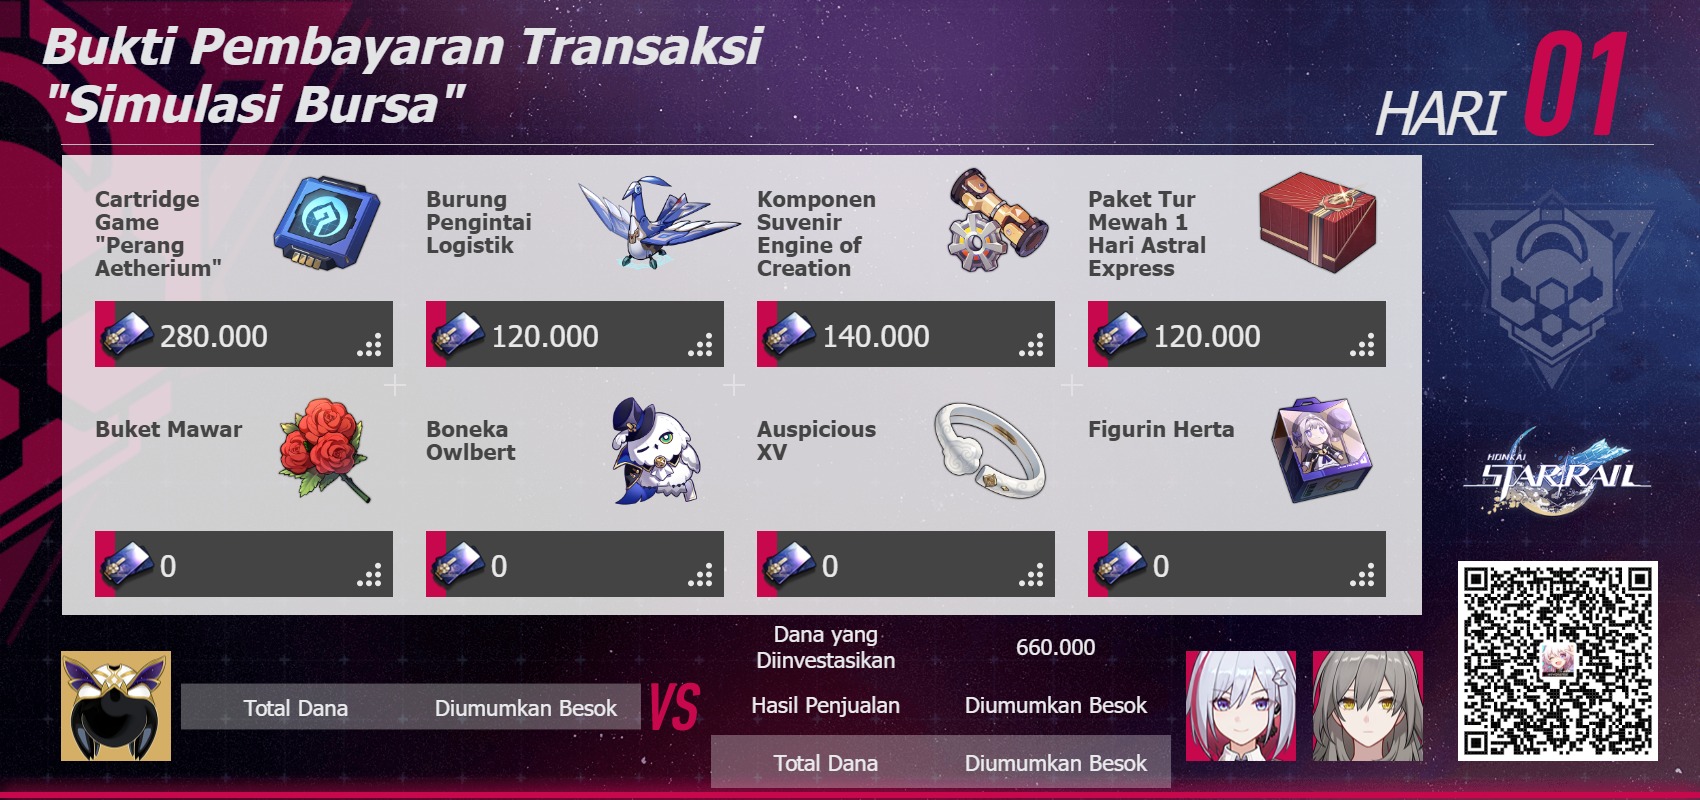 Bukti Pembayaran Transaksi
"Simulasi Bursa"
HARI 01
Cartridge
Game
"Perang
Aetherium"
280.000
Burung
Pengintai
Logistik
120.000
Komponen
Suvenir
Engine of
Creation
140.000
Paket Tur
Mewah 1
Hari Astral
Express
120.000
Buket Mawar
0
Boneka
Owlbert
0
Auspicious
XV
0
Figurin Herta
0
HONKAI
STAR RAIL
Total Dana Diumumkan Besok
VS
Dana yang
Diinvestasikan
660.000
Hasil Penjualan Diumumkan Besok
Total Dana Diumumkan Besok